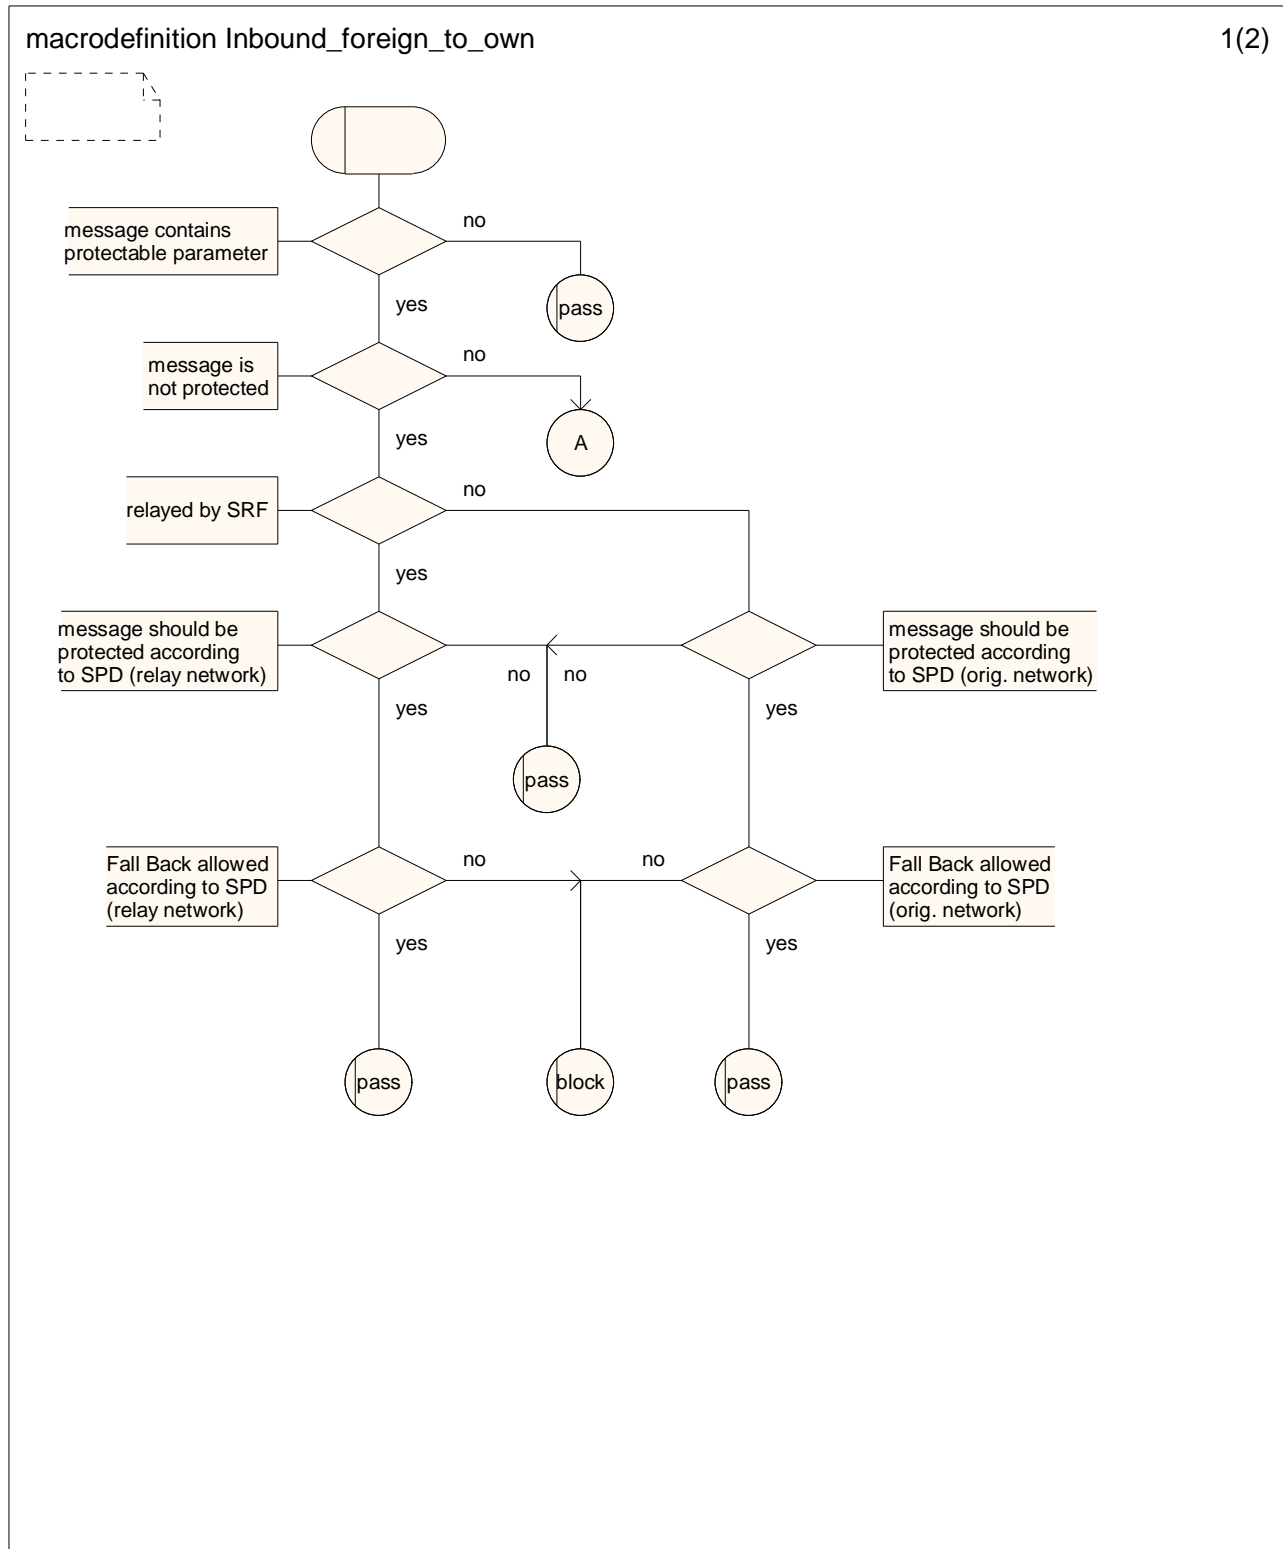 macrodefinition Inbound_foreign_to_own
1(2)
message contains
protectable parameter
no
yes
pass
message is
not protected
no
yes
A
relayed by SRF
no
yes
message should be
protected according
to SPD (relay network)
no
no
message should be
protected according
to SPD (orig. network)
yes
yes
pass
Fall Back allowed
according to SPD
(relay network)
no
no
Fall Back allowed
according to SPD
(orig. network)
yes
yes
pass
block
pass